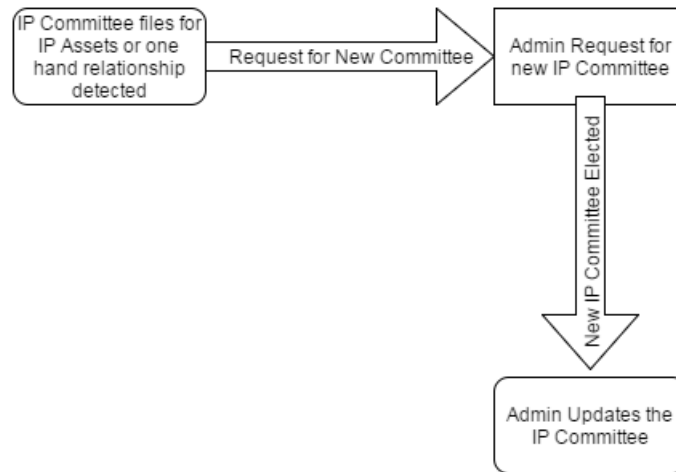 IP Committee files for
IP Assets or one
hand relationship
detected
Request for New Committee
Admin Request for
new IP Committee
New IP Committee Elected
Admin Updates the
IP Committee